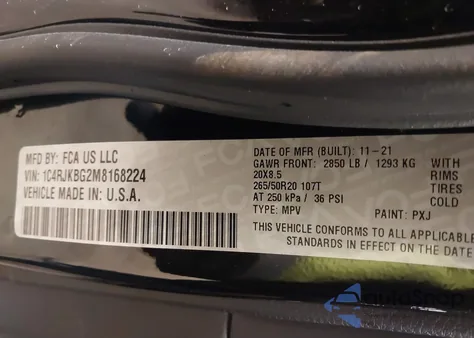 MFD BY: FCA US LLC
VIN: 1C4RJKBG2M8168224
VEHICLE MADE IN: U.S.A.
DATE OF MFR (BUILT): 11-21
GAWR FRONT: 2850 LB / 1293 KG WITH
20X8.5 RIMS
265/50R20 107T TIRES
AT 250 kPa / 36 PSI COLD
TYPE: MPV PAINT: PXJ
THIS VEHICLE CONFORMS TO ALL APPLICABLE
STANDARDS IN EFFECT ON THE DATE OF
autoSnap